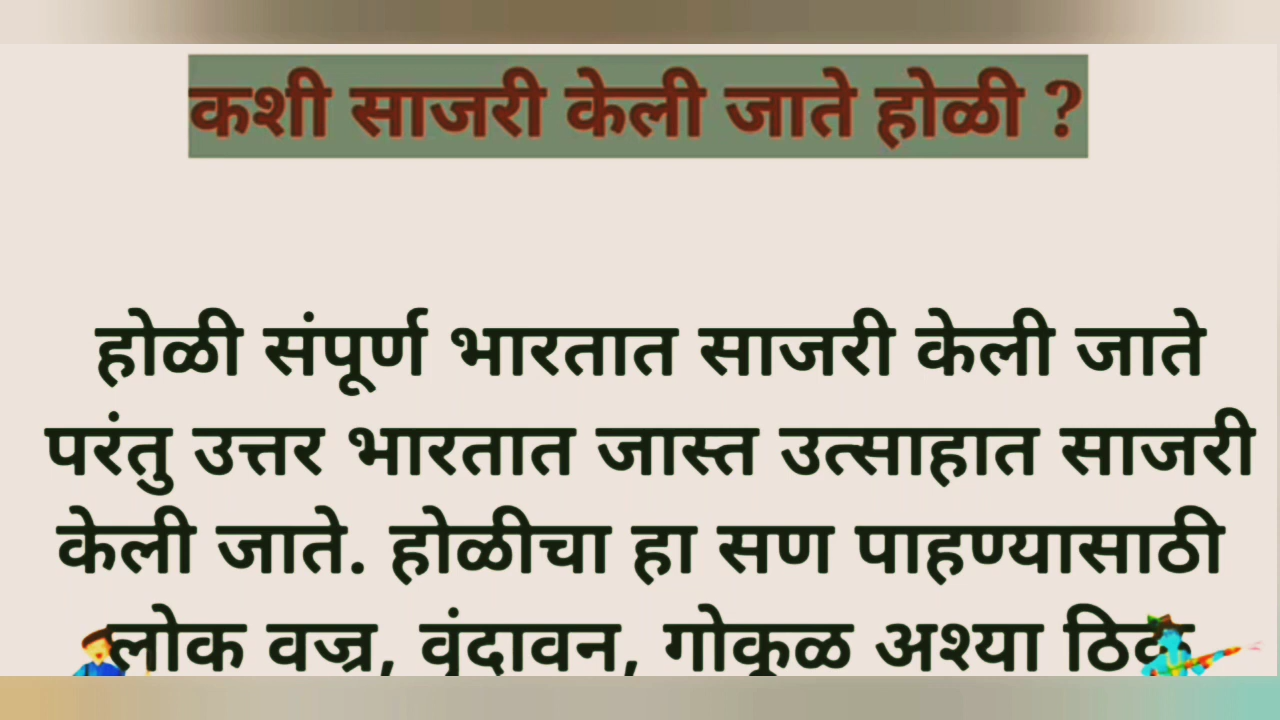 कशी साजरी केली जाते होळी ?
होळी संपूर्ण भारतात साजरी केली जाते
परंतु उत्तर भारतात जास्त उत्साहात साजरी
केली जाते. होळीचा हा सण पाहण्यासाठी
लोक वज्र, वृंदावन, गोकूळ अश्या